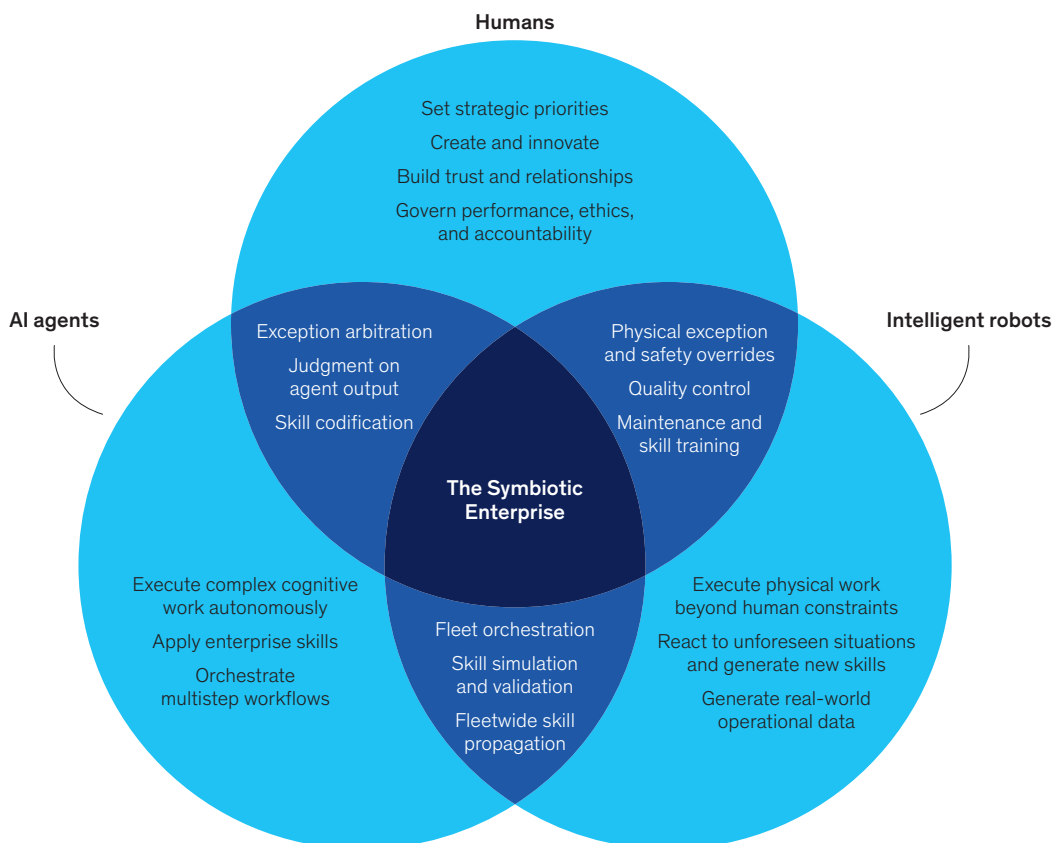 Humans
Set strategic priorities
Create and innovate
Build trust and relationships
Govern performance, ethics,
and accountability
AI agents
Intelligent robots
Exception arbitration
Judgment on
agent output
Skill codification
Physical exception
and safety overrides
Quality control
Maintenance and
skill training
The Symbiotic
Enterprise
Execute complex cognitive
work autonomously
Apply enterprise skills
Orchestrate
multistep workflows
Fleet orchestration
Skill simulation
and validation
Fleetwide skill
propagation
Execute physical work
beyond human constraints
React to unforeseen situations
and generate new skills
Generate real-world
operational data